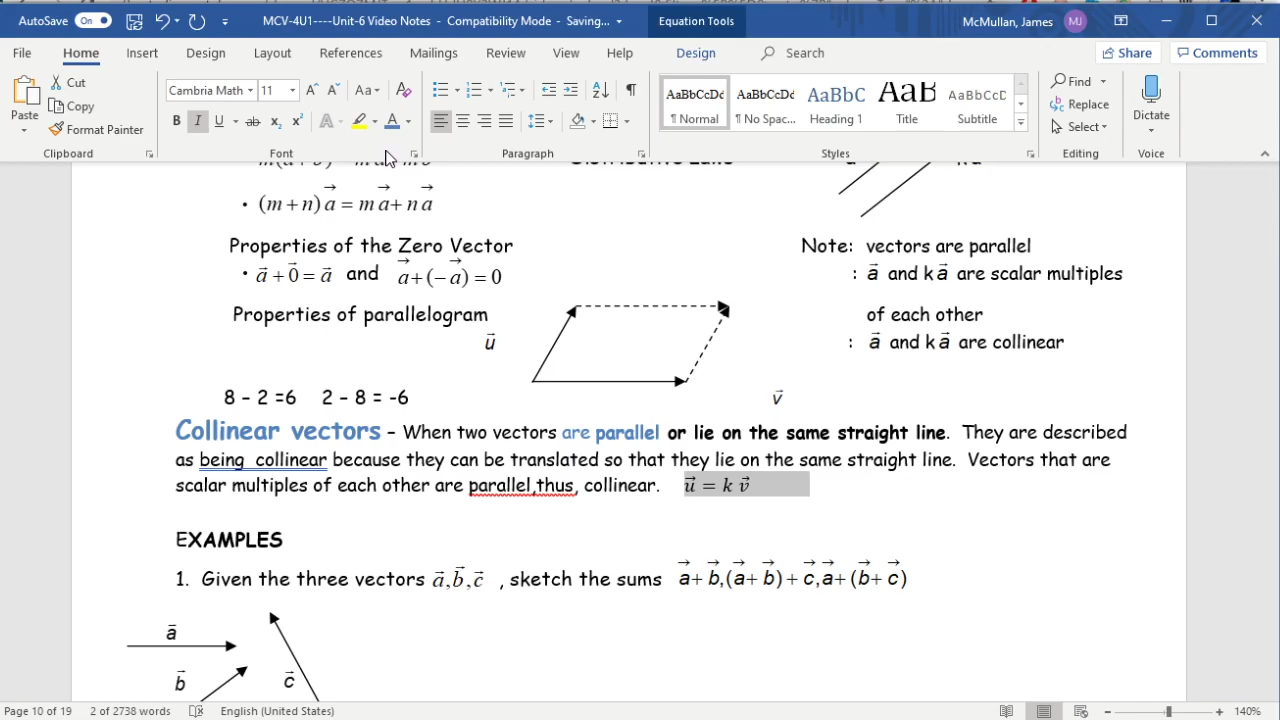 AutoSave On MCV-4U1----Unit-6 Video Notes - Compatibility Mode - Saving... Equation Tools McMullan, James MJ
File Home Insert Design Layout References Mailings Review View Help Design Search Share Comments
Paste Cut Copy Format Painter
Cambria Math 11 A A Aa A
B I U ab x₂ x² A A
AaBbCcDd ¶ Normal AaBbCcDd ¶ No Spac... AaBbC Heading 1 AaB Title AaBbCcD Subtitle
Find Replace Select Dictate
Clipboard Font Paragraph Styles Editing Voice
• (m + n) a⃗ = m a⃗ + n a⃗
Properties of the Zero Vector Note: vectors are parallel
• a⃗ + 0⃗ = a⃗ and a⃗ + (− a⃗) = 0 : a⃗ and k a⃗ are scalar multiples
Properties of parallelogram of each other
u⃗ : a⃗ and k a⃗ are collinear
8 – 2 =6 2 – 8 = -6 v⃗
Collinear vectors – When two vectors are parallel or lie on the same straight line. They are described
as being collinear because they can be translated so that they lie on the same straight line. Vectors that are
scalar multiples of each other are parallel,thus, collinear. u⃗ = k v⃗
EXAMPLES
1. Given the three vectors a⃗, b⃗, c⃗ , sketch the sums a⃗ + b⃗, (a⃗ + b⃗) + c⃗, a⃗ + (b⃗ + c⃗)
a⃗
b⃗ c⃗
Page 10 of 19 2 of 2738 words English (United States) 140%